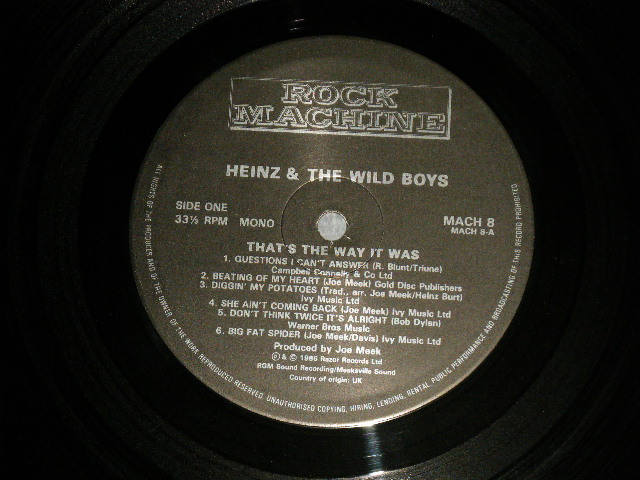 ROCK
MACHINE
HEINZ & THE WILD BOYS
SIDE ONE
33⅓ RPM MONO
MACH 8
MACH 8-A
THAT'S THE WAY IT WAS
1. QUESTIONS I CAN'T ANSWER (R. Blunt/Triune)
Campbell Connelly & Co Ltd
2. BEATING OF MY HEART (Joe Meek) Gold Disc Publishers
3. DIGGIN' MY POTATOES (Trad., arr. Joe Meek/Heinz Burt)
Ivy Music Ltd
4. SHE AIN'T COMING BACK (Joe Meek) Ivy Music Ltd
5. DON'T THINK TWICE IT'S ALRIGHT (Bob Dylan)
Warner Bros Music
6. BIG FAT SPIDER (Joe Meek/Davis) Ivy Music Ltd
Produced by Joe Meek
℗ & © 1986 Razor Records Ltd
RGM Sound Recording/Meeksville Sound
Country of origin: UK
ALL RIGHTS OF THE PRODUCER AND OF THE OWNER OF THE WORK REPRODUCED RESERVED. UNAUTHORISED COPYING, HIRING, LENDING, RENTAL, PUBLIC PERFORMANCE AND BROADCASTING OF THIS RECORD PROHIBITED